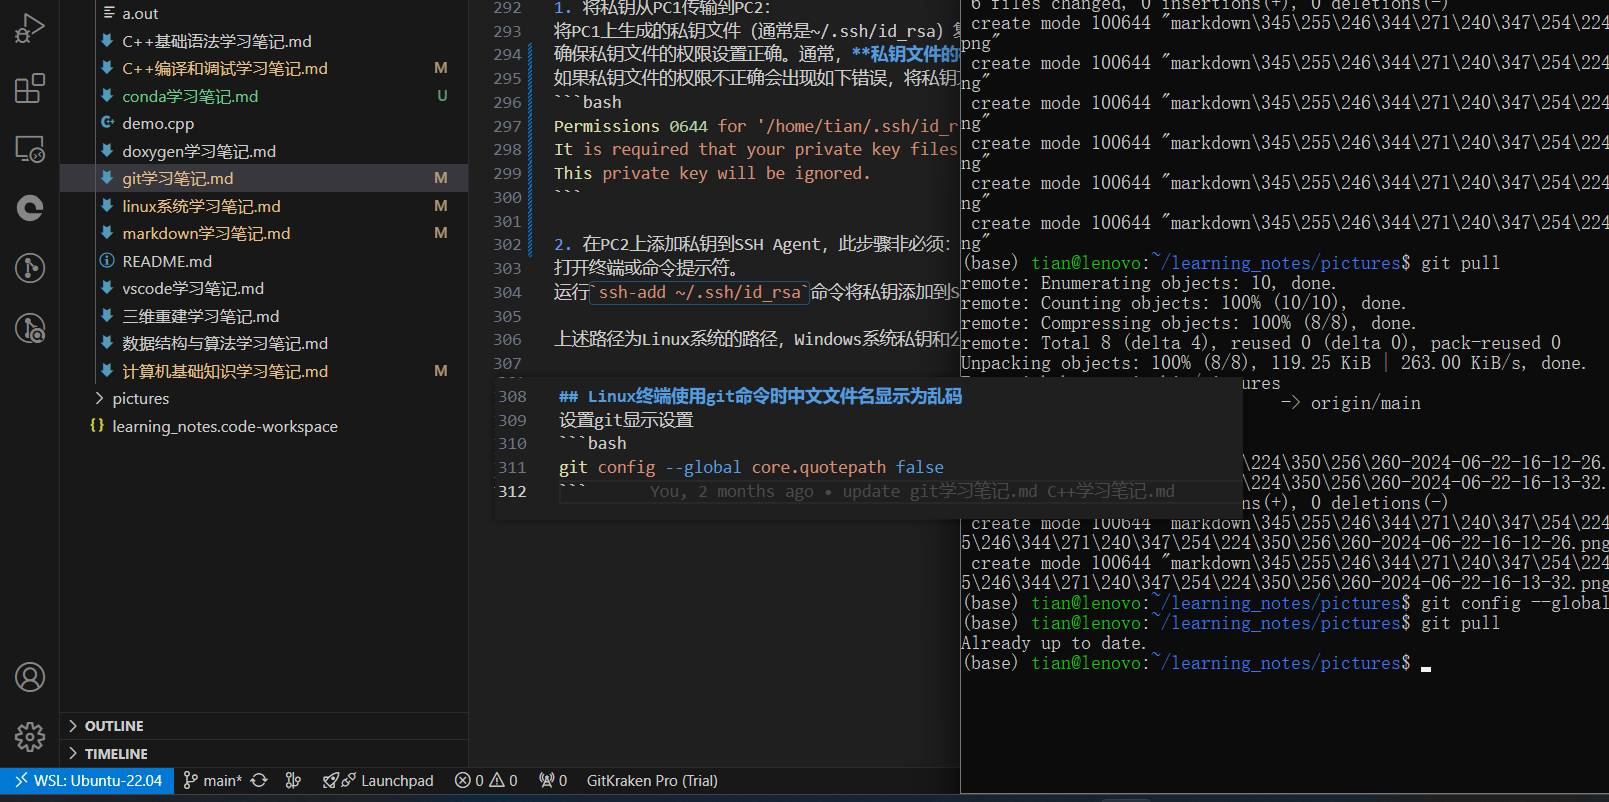 a.out
C++基础语法学习笔记.md
C++编译和调试学习笔记.md M
conda学习笔记.md U
demo.cpp
doxygen学习笔记.md
git学习笔记.md M
linux系统学习笔记.md M
markdown学习笔记.md M
README.md
vscode学习笔记.md
三维重建学习笔记.md
数据结构与算法学习笔记.md
计算机基础知识学习笔记.md M
pictures
learning_notes.code-workspace
OUTLINE
TIMELINE
292 1. 将私钥从PC1传输到PC2：
293 将PC1上生成的私钥文件（通常是~/.ssh/id_rsa）
294 确保私钥文件的权限设置正确。通常，**私钥文件的
295 如果私钥文件的权限不正确会出现如下错误，将私钥
296 ```bash
297 Permissions 0644 for '/home/tian/.ssh/id_r
298 It is required that your private key files
299 This private key will be ignored.
300 ```
301
302 2. 在PC2上添加私钥到SSH Agent，此步骤非必须：
303 打开终端或命令提示符。
304 运行`ssh-add ~/.ssh/id_rsa`命令将私钥添加到S
305
306 上述路径为Linux系统的路径，Windows系统私钥和
307
308 ## Linux终端使用git命令时中文文件名显示为乱码
309 设置git显示设置
310 ```bash
311 git config --global core.quotepath false
312 ``` You, 2 months ago • update git学习笔记.md C++学习笔记.md
6 files changed, 0 insertions(+), 0 deletions(-)
create mode 100644 "markdown\345\255\246\344\271\240\347\254\224
png"
create mode 100644 "markdown\345\255\246\344\271\240\347\254\224
ng"
create mode 100644 "markdown\345\255\246\344\271\240\347\254\224
ng"
create mode 100644 "markdown\345\255\246\344\271\240\347\254\224
ng"
create mode 100644 "markdown\345\255\246\344\271\240\347\254\224
ng"
create mode 100644 "markdown\345\255\246\344\271\240\347\254\224
ng"
(base) tian@lenovo:~/learning_notes/pictures$ git pull
remote: Enumerating objects: 10, done.
remote: Counting objects: 100% (10/10), done.
remote: Compressing objects: 100% (8/8), done.
remote: Total 8 (delta 4), reused 0 (delta 0), pack-reused 0
Unpacking objects: 100% (8/8), 119.25 KiB | 263.00 KiB/s, done.
-> origin/main
\224\350\256\260-2024-06-22-16-12-26.
\224\350\256\260-2024-06-22-16-13-32.
ns(+), 0 deletions(-)
create mode 100644 "markdown\345\255\246\344\271\240\347\254\224
5\246\344\271\240\347\254\224\350\256\260-2024-06-22-16-12-26.png
create mode 100644 "markdown\345\255\246\344\271\240\347\254\224
5\246\344\271\240\347\254\224\350\256\260-2024-06-22-16-13-32.png
(base) tian@lenovo:~/learning_notes/pictures$ git config --global
(base) tian@lenovo:~/learning_notes/pictures$ git pull
Already up to date.
(base) tian@lenovo:~/learning_notes/pictures$
WSL: Ubuntu-22.04 main* Launchpad 0 0 0 GitKraken Pro (Trial)